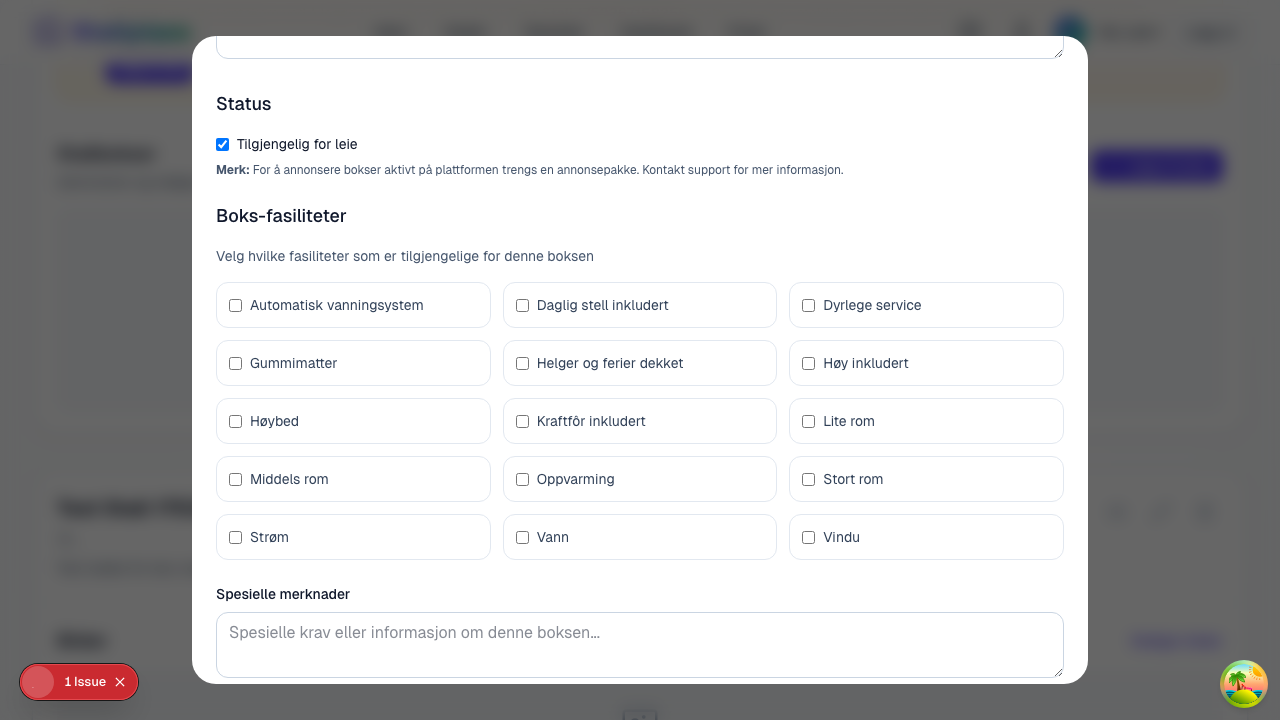 Status
Tilgjengelig for leie
Merk: For å annonsere bokser aktivt på plattformen trengs en annonsepakke. Kontakt support for mer informasjon.
Boks-fasiliteter
Velg hvilke fasiliteter som er tilgjengelige for denne boksen
Automatisk vanningsystem
Daglig stell inkludert
Dyrlege service
Gummimatter
Helger og ferier dekket
Høy inkludert
Høybed
Kraftfôr inkludert
Lite rom
Middels rom
Oppvarming
Stort rom
Strøm
Vann
Vindu
Spesielle merknader
Spesielle krav eller informasjon om denne boksen...
1 Issue